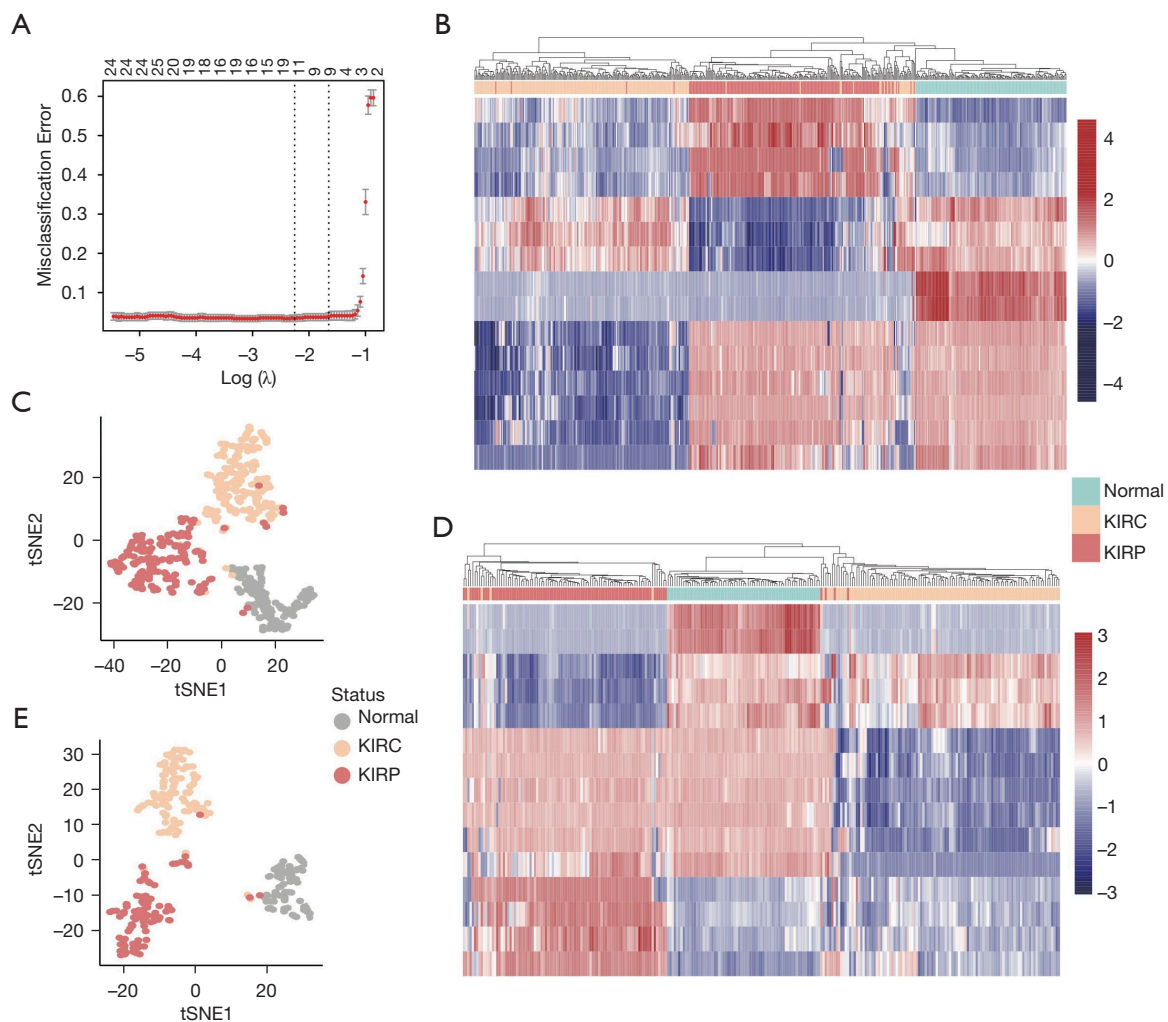 A
24 24 24 25 20 19 18 16 19 16 15 19 11 9 9 4 3 2
Misclassification Error
0.6
0.5
0.4
0.3
0.2
0.1
−5 −4 −3 −2 −1
Log (λ)
B
4
2
0
−2
−4
Normal
KIRC
KIRP
C
tSNE2
20
0
−20
−40 −20 0 20
tSNE1
D
3
2
1
0
−1
−2
−3
Status
Normal
KIRC
KIRP
E
tSNE2
30
20
10
0
−10
−20
−20 0 20
tSNE1